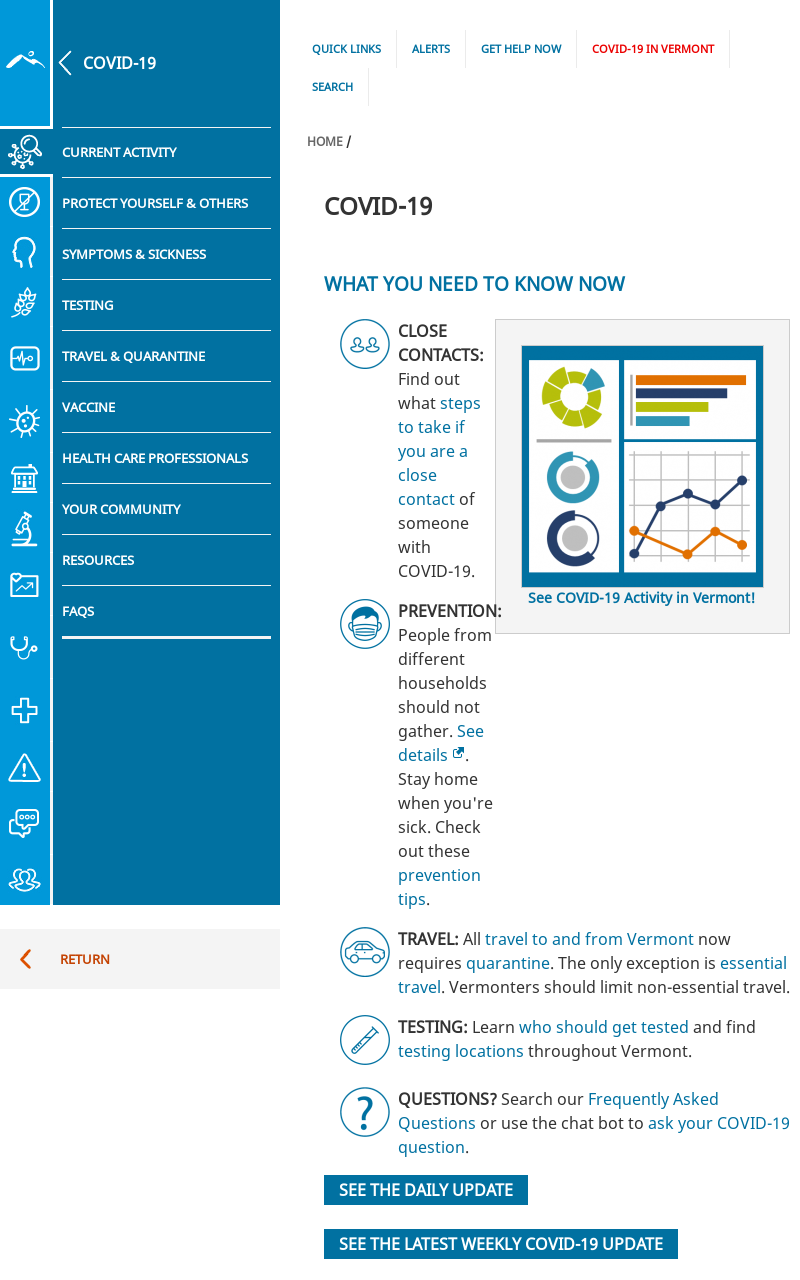 COVID-19
CURRENT ACTIVITY
PROTECT YOURSELF & OTHERS
SYMPTOMS & SICKNESS
TESTING
TRAVEL & QUARANTINE
VACCINE
HEALTH CARE PROFESSIONALS
YOUR COMMUNITY
RESOURCES
FAQS
RETURN
QUICK LINKS
ALERTS
GET HELP NOW
COVID-19 IN VERMONT
SEARCH
HOME /
COVID-19
WHAT YOU NEED TO KNOW NOW
CLOSE
CONTACTS:
Find out
what steps
to take if
you are a
close
contact of
someone
with
COVID-19.
See COVID-19 Activity in Vermont!
PREVENTION:
People from
different
households
should not
gather. See
details .
Stay home
when you're
sick. Check
out these
prevention
tips.
TRAVEL: All travel to and from Vermont now
requires quarantine. The only exception is essential
travel. Vermonters should limit non-essential travel.
TESTING: Learn who should get tested and find
testing locations throughout Vermont.
QUESTIONS? Search our Frequently Asked
Questions or use the chat bot to ask your COVID-19
question.
SEE THE DAILY UPDATE
SEE THE LATEST WEEKLY COVID-19 UPDATE